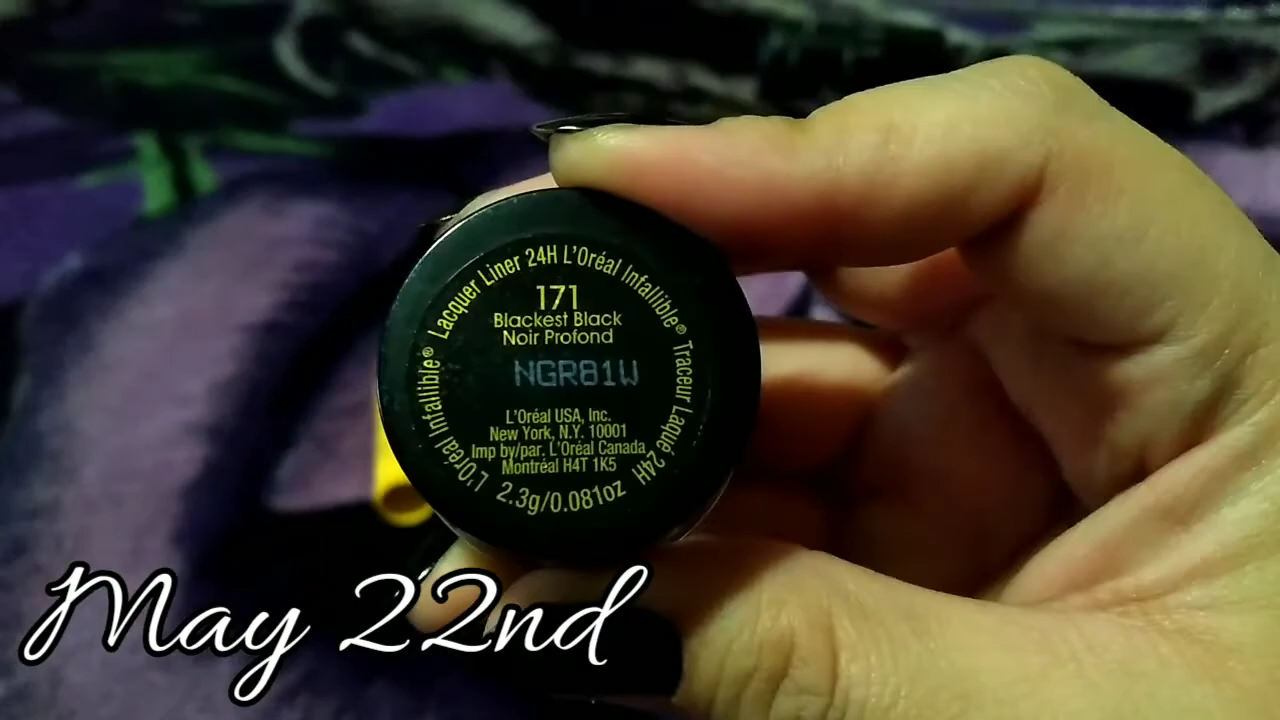 L'Oréal Infallible® Lacquer Liner 24H L'Oréal Infallible® Traceur Laque 24H
171
Blackest Black
Noir Profond
NGR81W
L'Oréal USA, Inc.
New York, N.Y. 10001
Imp by/par. L'Oréal Canada
Montréal H4T 1K5
2.3g/0.081oz
May 22nd